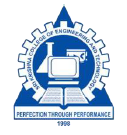 SRI KRISHNA COLLEGE OF ENGINEERING AND TECHNOLOGY
PERFECTION THROUGH PERFORMANCE
1998